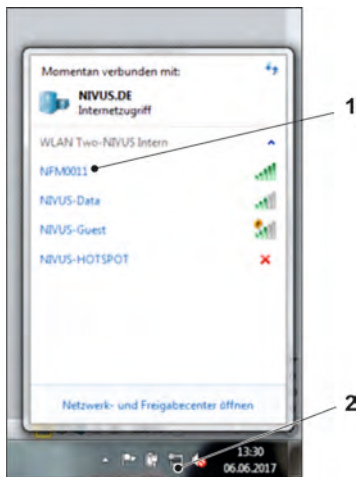 Momentan verbunden mit:
NIVUS.DE
Internetzugriff
WLAN Two-NIVUS Intern
NFM0011
1
NIVUS-Data
NIVUS-Guest
NIVUS-HOTSPOT
Netzwerk- und Freigabecenter öffnen
2
13:30
06.06.2017